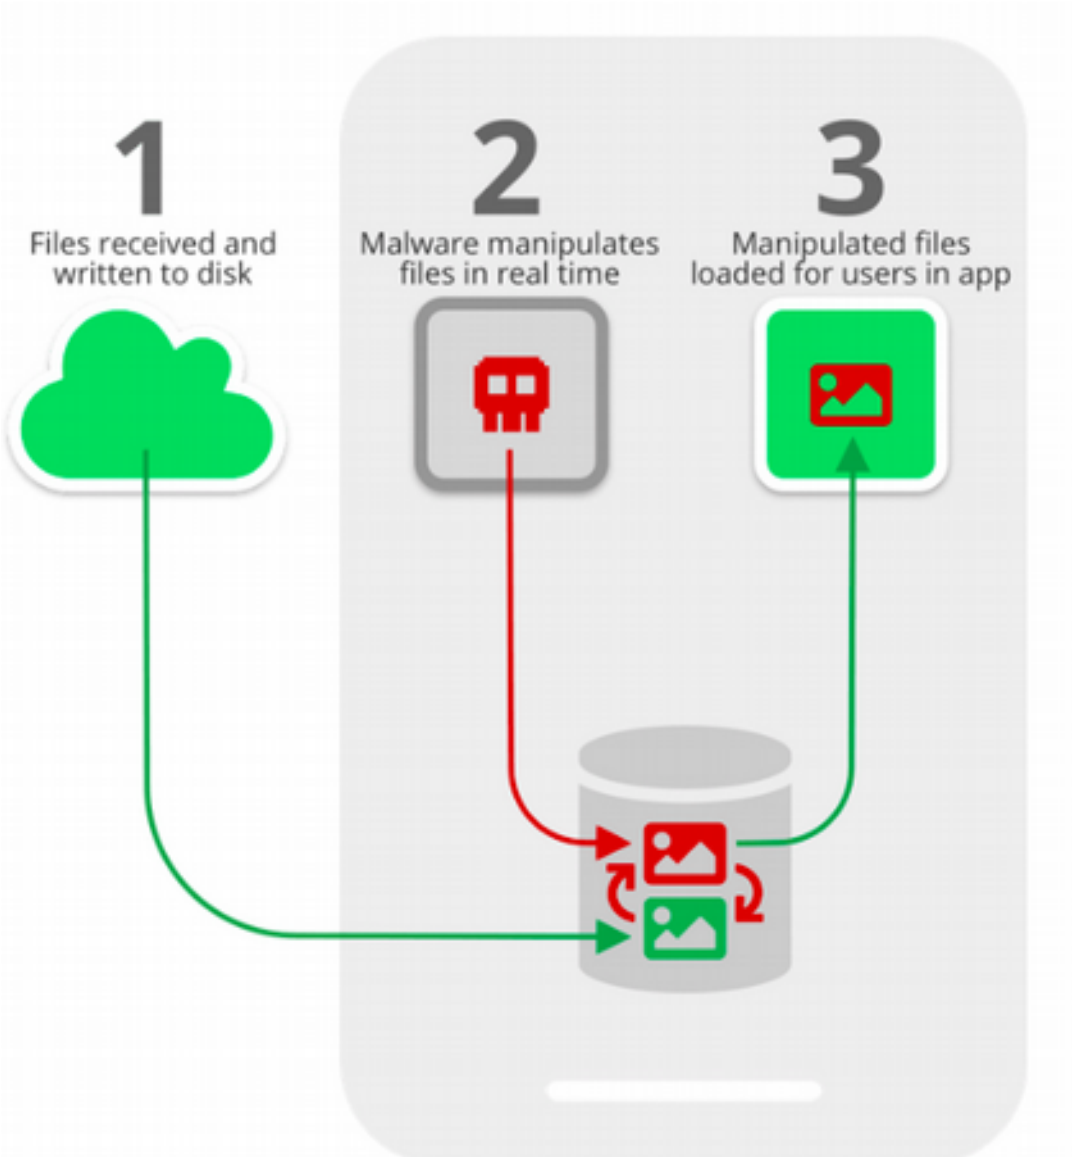 1
Files received and
written to disk
2
Malware manipulates
files in real time
3
Manipulated files
loaded for users in app